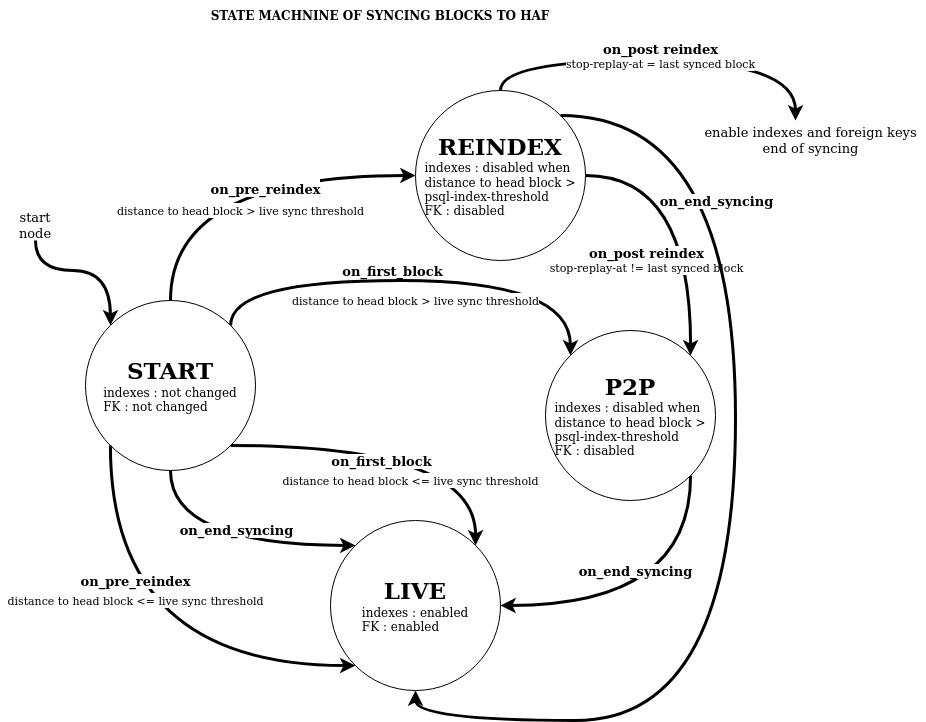 STATE MACHNINE OF SYNCING BLOCKS TO HAF
on_post reindex
stop-replay-at = last synced block
enable indexes and foreign keys
end of syncing
REINDEX
indexes : disabled when
distance to head block >
psql-index-threshold
FK : disabled
on_pre_reindex
distance to head block > live sync threshold
on_end_syncing
start
node
on_post reindex
stop-replay-at != last synced block
on_first_block
distance to head block > live sync threshold
START
indexes : not changed
FK : not changed
P2P
indexes : disabled when
distance to head block >
psql-index-threshold
FK : disabled
on_first_block
distance to head block <= live sync threshold
on_end_syncing
on_end_syncing
on_pre_reindex
distance to head block <= live sync threshold
LIVE
indexes : enabled
FK : enabled